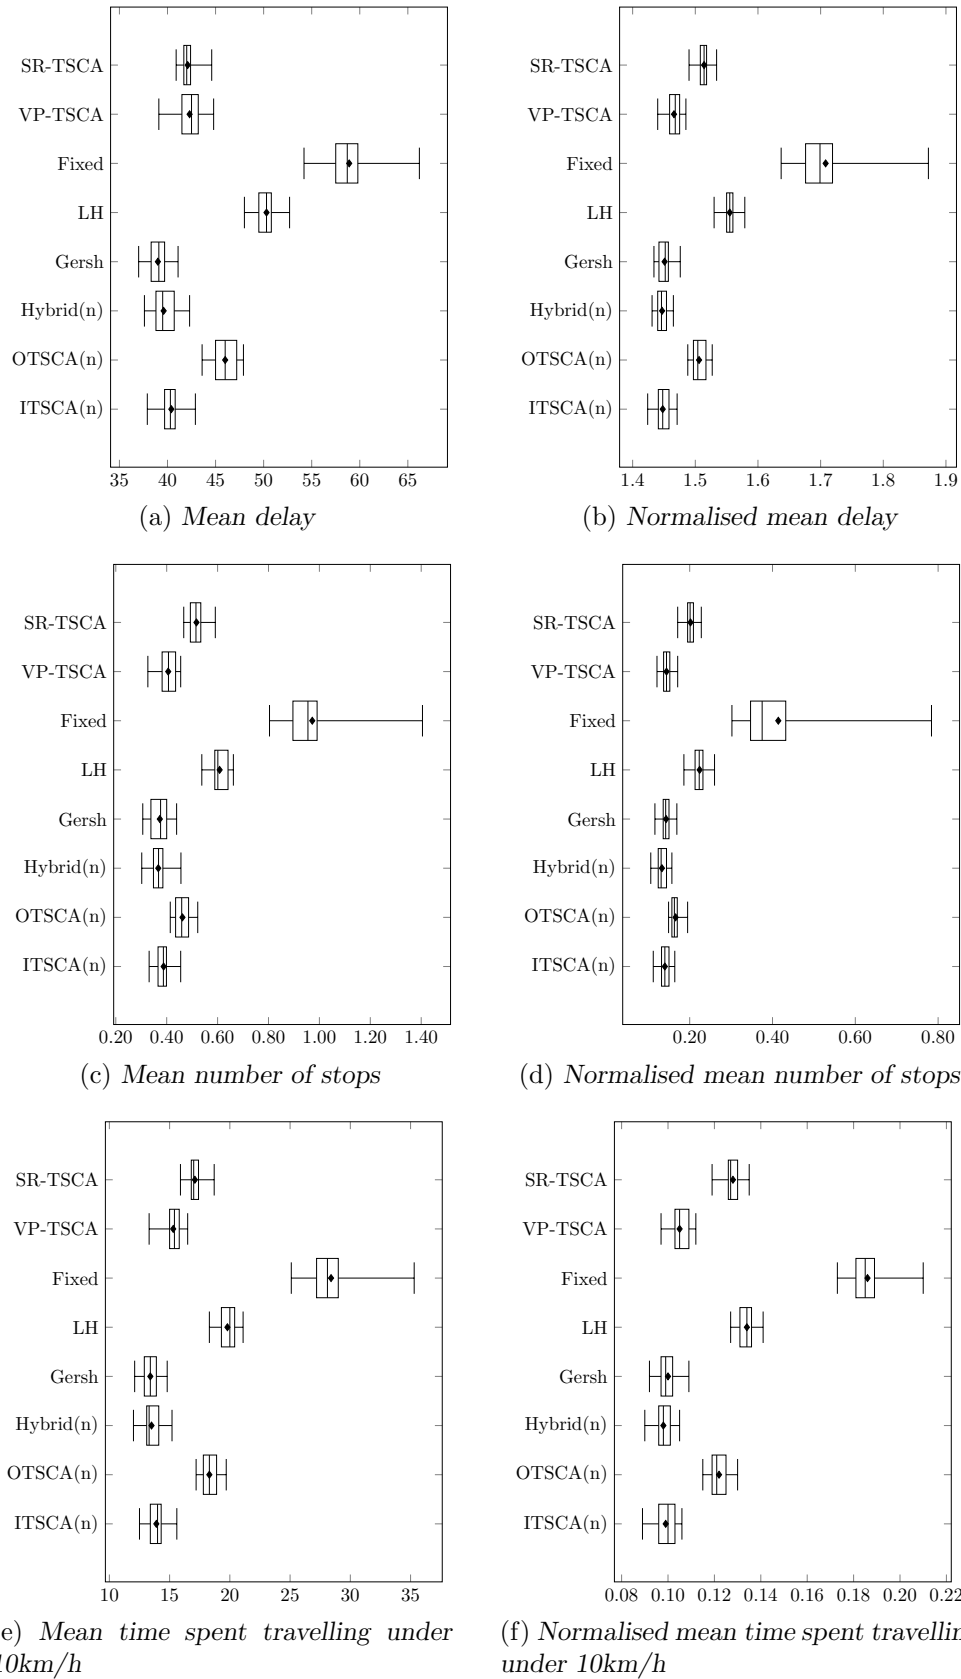 SR-TSCA
VP-TSCA
Fixed
LH
Gersh
Hybrid(n)
OTSCA(n)
ITSCA(n)
35 40 45 50 55 60 65
(a) Mean delay
SR-TSCA
VP-TSCA
Fixed
LH
Gersh
Hybrid(n)
OTSCA(n)
ITSCA(n)
1.4 1.5 1.6 1.7 1.8 1.9
(b) Normalised mean delay
SR-TSCA
VP-TSCA
Fixed
LH
Gersh
Hybrid(n)
OTSCA(n)
ITSCA(n)
0.20 0.40 0.60 0.80 1.00 1.20 1.40
(c) Mean number of stops
SR-TSCA
VP-TSCA
Fixed
LH
Gersh
Hybrid(n)
OTSCA(n)
ITSCA(n)
0.20 0.40 0.60 0.80
(d) Normalised mean number of stops
SR-TSCA
VP-TSCA
Fixed
LH
Gersh
Hybrid(n)
OTSCA(n)
ITSCA(n)
10 15 20 25 30 35
e) Mean time spent travelling under
10km/h
SR-TSCA
VP-TSCA
Fixed
LH
Gersh
Hybrid(n)
OTSCA(n)
ITSCA(n)
0.08 0.10 0.12 0.14 0.16 0.18 0.20 0.22
(f) Normalised mean time spent travellin
under 10km/h